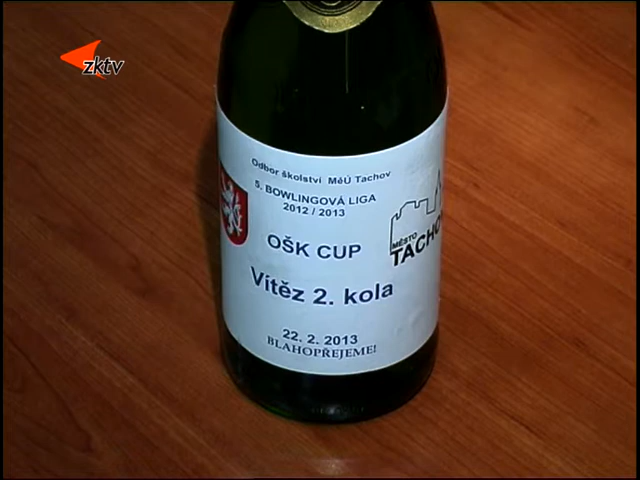 zktv
Odbor školství MěÚ Tachov
5. BOWLINGOVÁ LIGA
2012 / 2013
OŠK CUP
MĚSTO
TACHOV
Vítěz 2. kola
22. 2. 2013
BLAHOPŘEJEME!